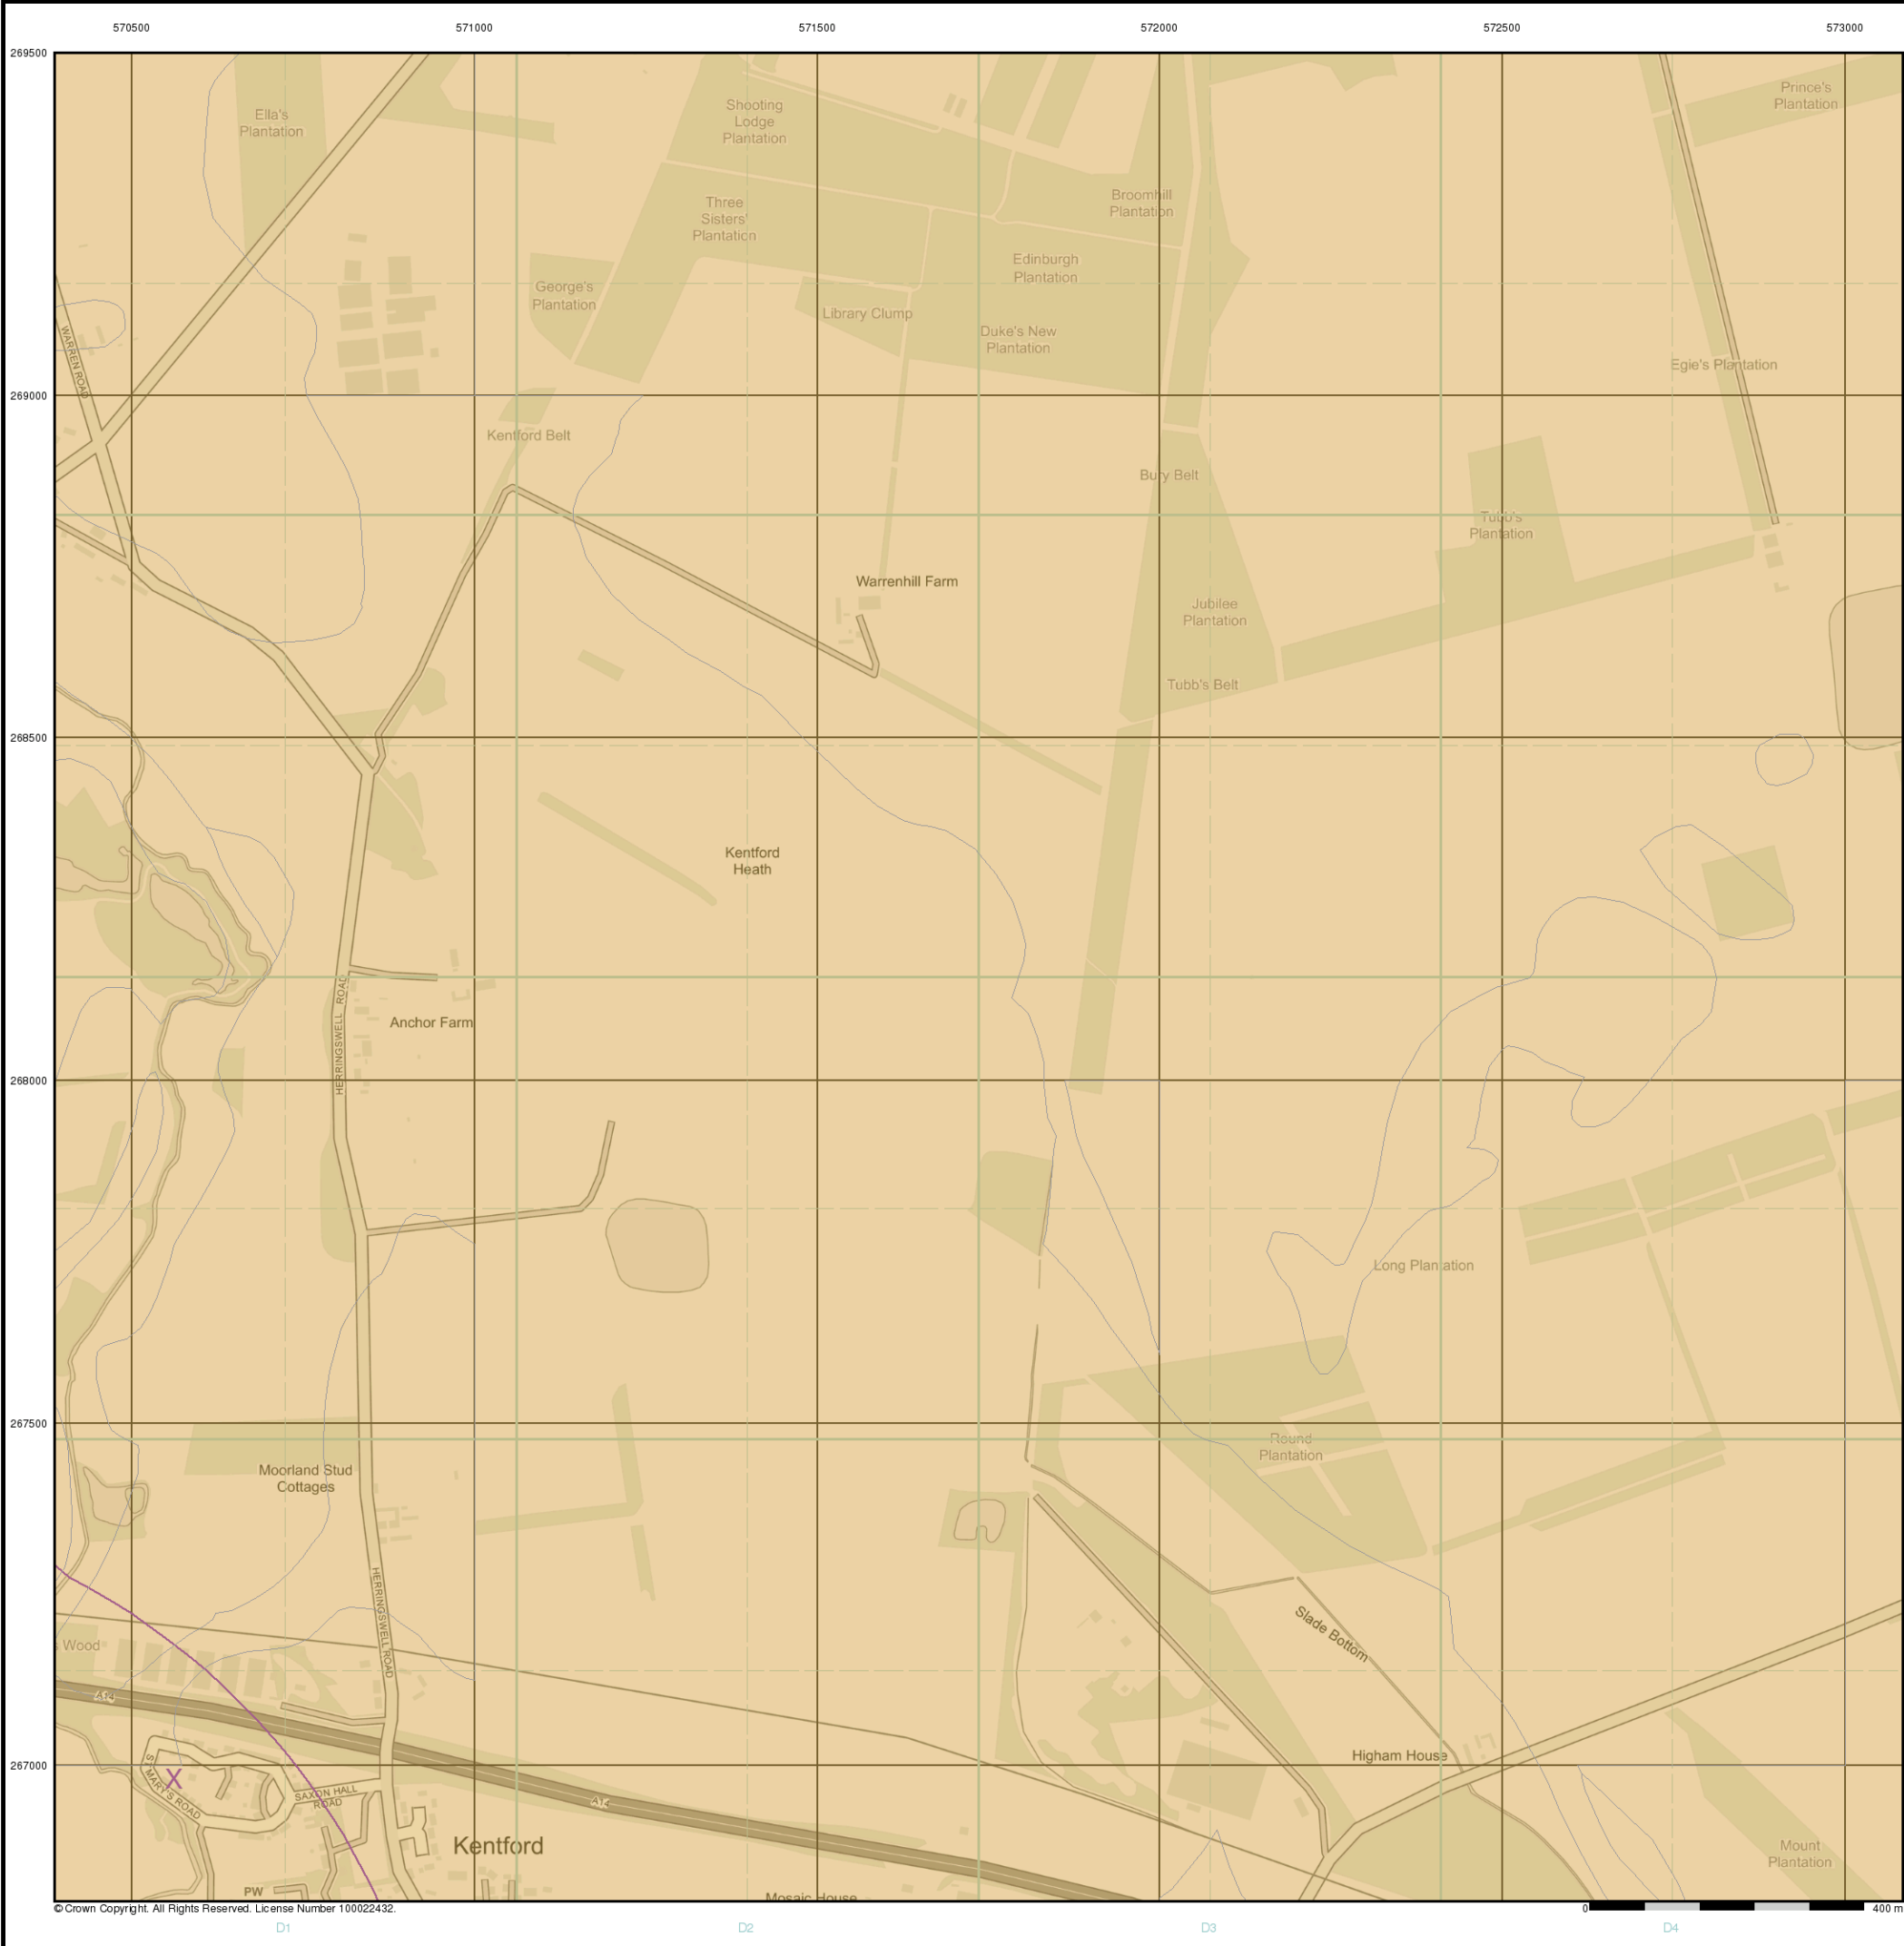 570500 571000 571500 572000 572500 573000
269500
Prince's
Plantation
Shooting
Lodge
Plantation
Ella's
Plantation
Broomhill
Plantation
Three
Sisters'
Plantation
Edinburgh
Plantation
George's
Plantation
Library Clump
Duke's New
Plantation
WARREN ROAD
Egie's Plantation
269000
Kentford Belt
Bury Belt
Tubb's
Plantation
Warrenhill Farm
Jubilee
Plantation
Tubb's Belt
268500
Kentford
Heath
HERRINGSWELL ROAD
Anchor Farm
268000
Long Plantation
267500
Round
Plantation
Moorland Stud
Cottages
HERRINGSWELL ROAD
Slade Bottom
s Wood
A14
267000
Higham House
ST MARY'S ROAD
X
SAXON HALL
ROAD
A14
Kentford
Mount
Plantation
PW
Mosaic House
© Crown Copyright. All Rights Reserved. License Number 100022432.
0 400 m
D1 D2 D3 D4